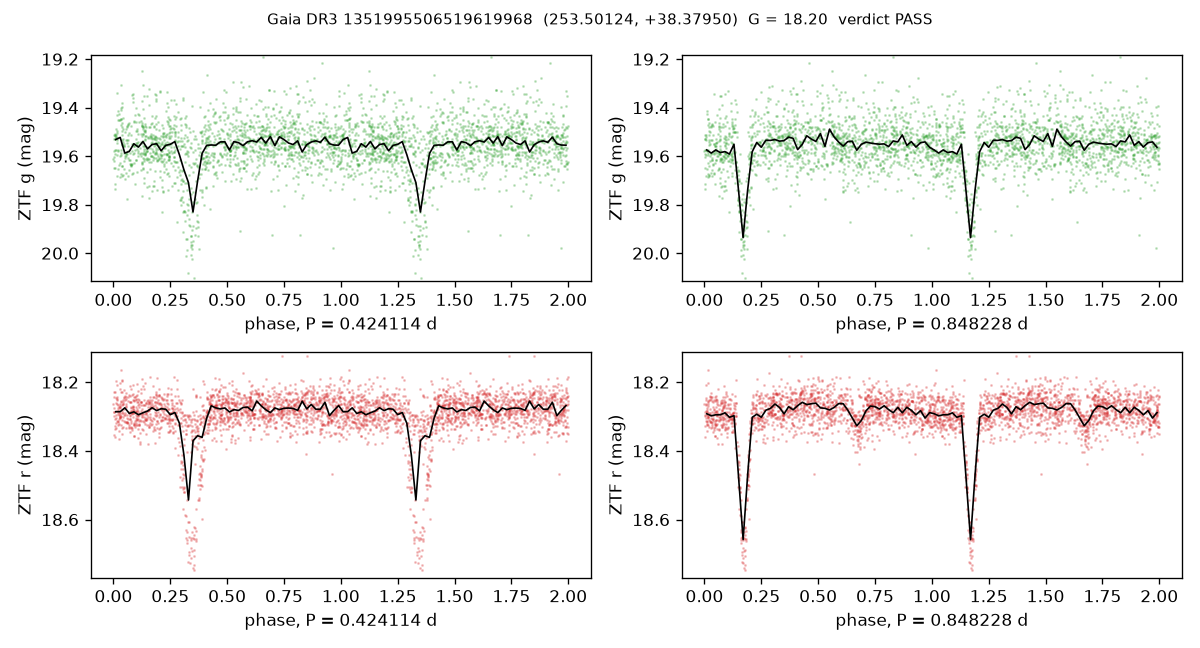 Gaia DR3 1351995506519619968  (253.50124, +38.37950)  G = 18.20  verdict PASS
ZTF g (mag)
19.2
19.4
19.6
19.8
20.0
0.00 0.25 0.50 0.75 1.00 1.25 1.50 1.75 2.00
phase, P = 0.424114 d
ZTF g (mag)
19.2
19.4
19.6
19.8
20.0
0.00 0.25 0.50 0.75 1.00 1.25 1.50 1.75 2.00
phase, P = 0.848228 d
ZTF r (mag)
18.2
18.4
18.6
0.00 0.25 0.50 0.75 1.00 1.25 1.50 1.75 2.00
phase, P = 0.424114 d
ZTF r (mag)
18.2
18.4
18.6
0.00 0.25 0.50 0.75 1.00 1.25 1.50 1.75 2.00
phase, P = 0.848228 d